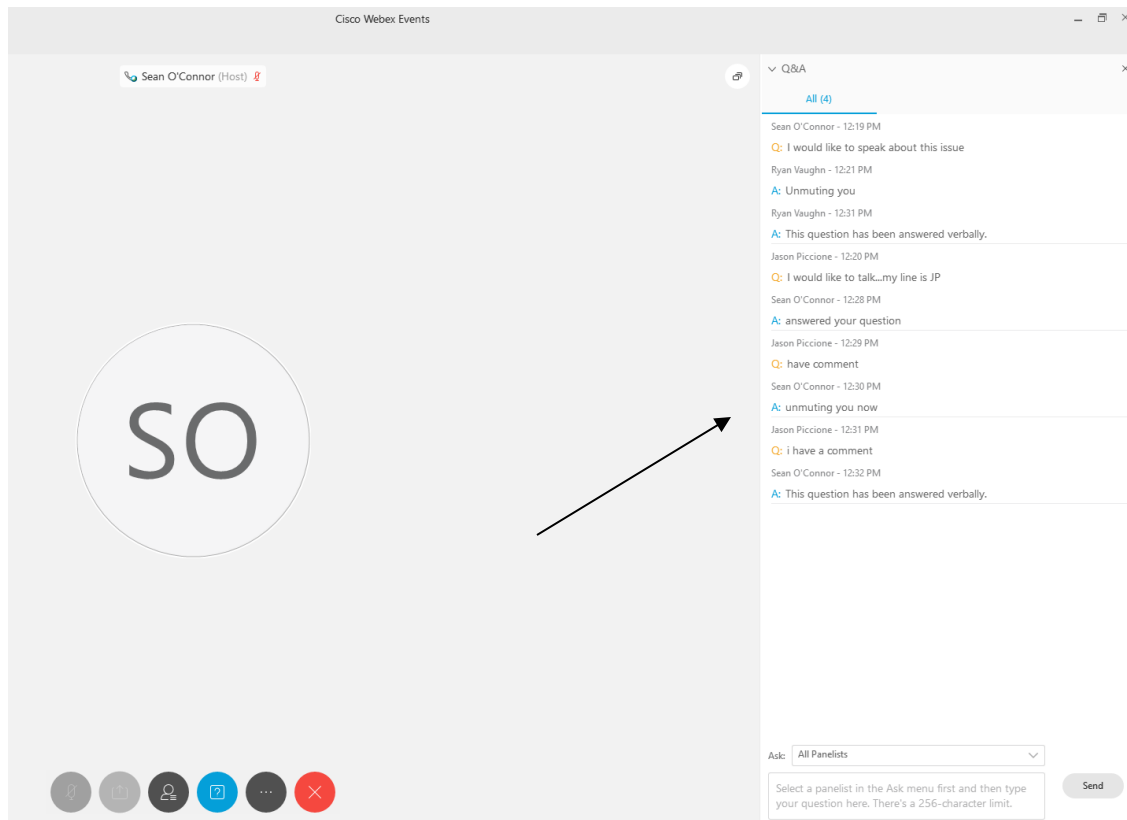 Cisco Webex Events
Sean O'Connor (Host)
Q&A
All (4)
Sean O'Connor - 12:19 PM
Q: I would like to speak about this issue
Ryan Vaughn - 12:21 PM
A: Unmuting you
Ryan Vaughn - 12:31 PM
A: This question has been answered verbally.
Jason Piccione - 12:20 PM
Q: I would like to talk...my line is JP
Sean O'Connor - 12:28 PM
A: answered your question
Jason Piccione - 12:29 PM
Q: have comment
Sean O'Connor - 12:30 PM
A: unmuting you now
Jason Piccione - 12:31 PM
Q: i have a comment
Sean O'Connor - 12:32 PM
A: This question has been answered verbally.
SO
Ask: All Panelists
Select a panelist in the Ask menu first and then type
your question here. There's a 256-character limit.
Send